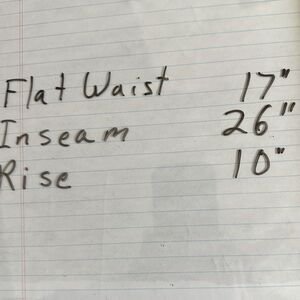 Flat Waist 17"
Inseam 26"
Rise 10"